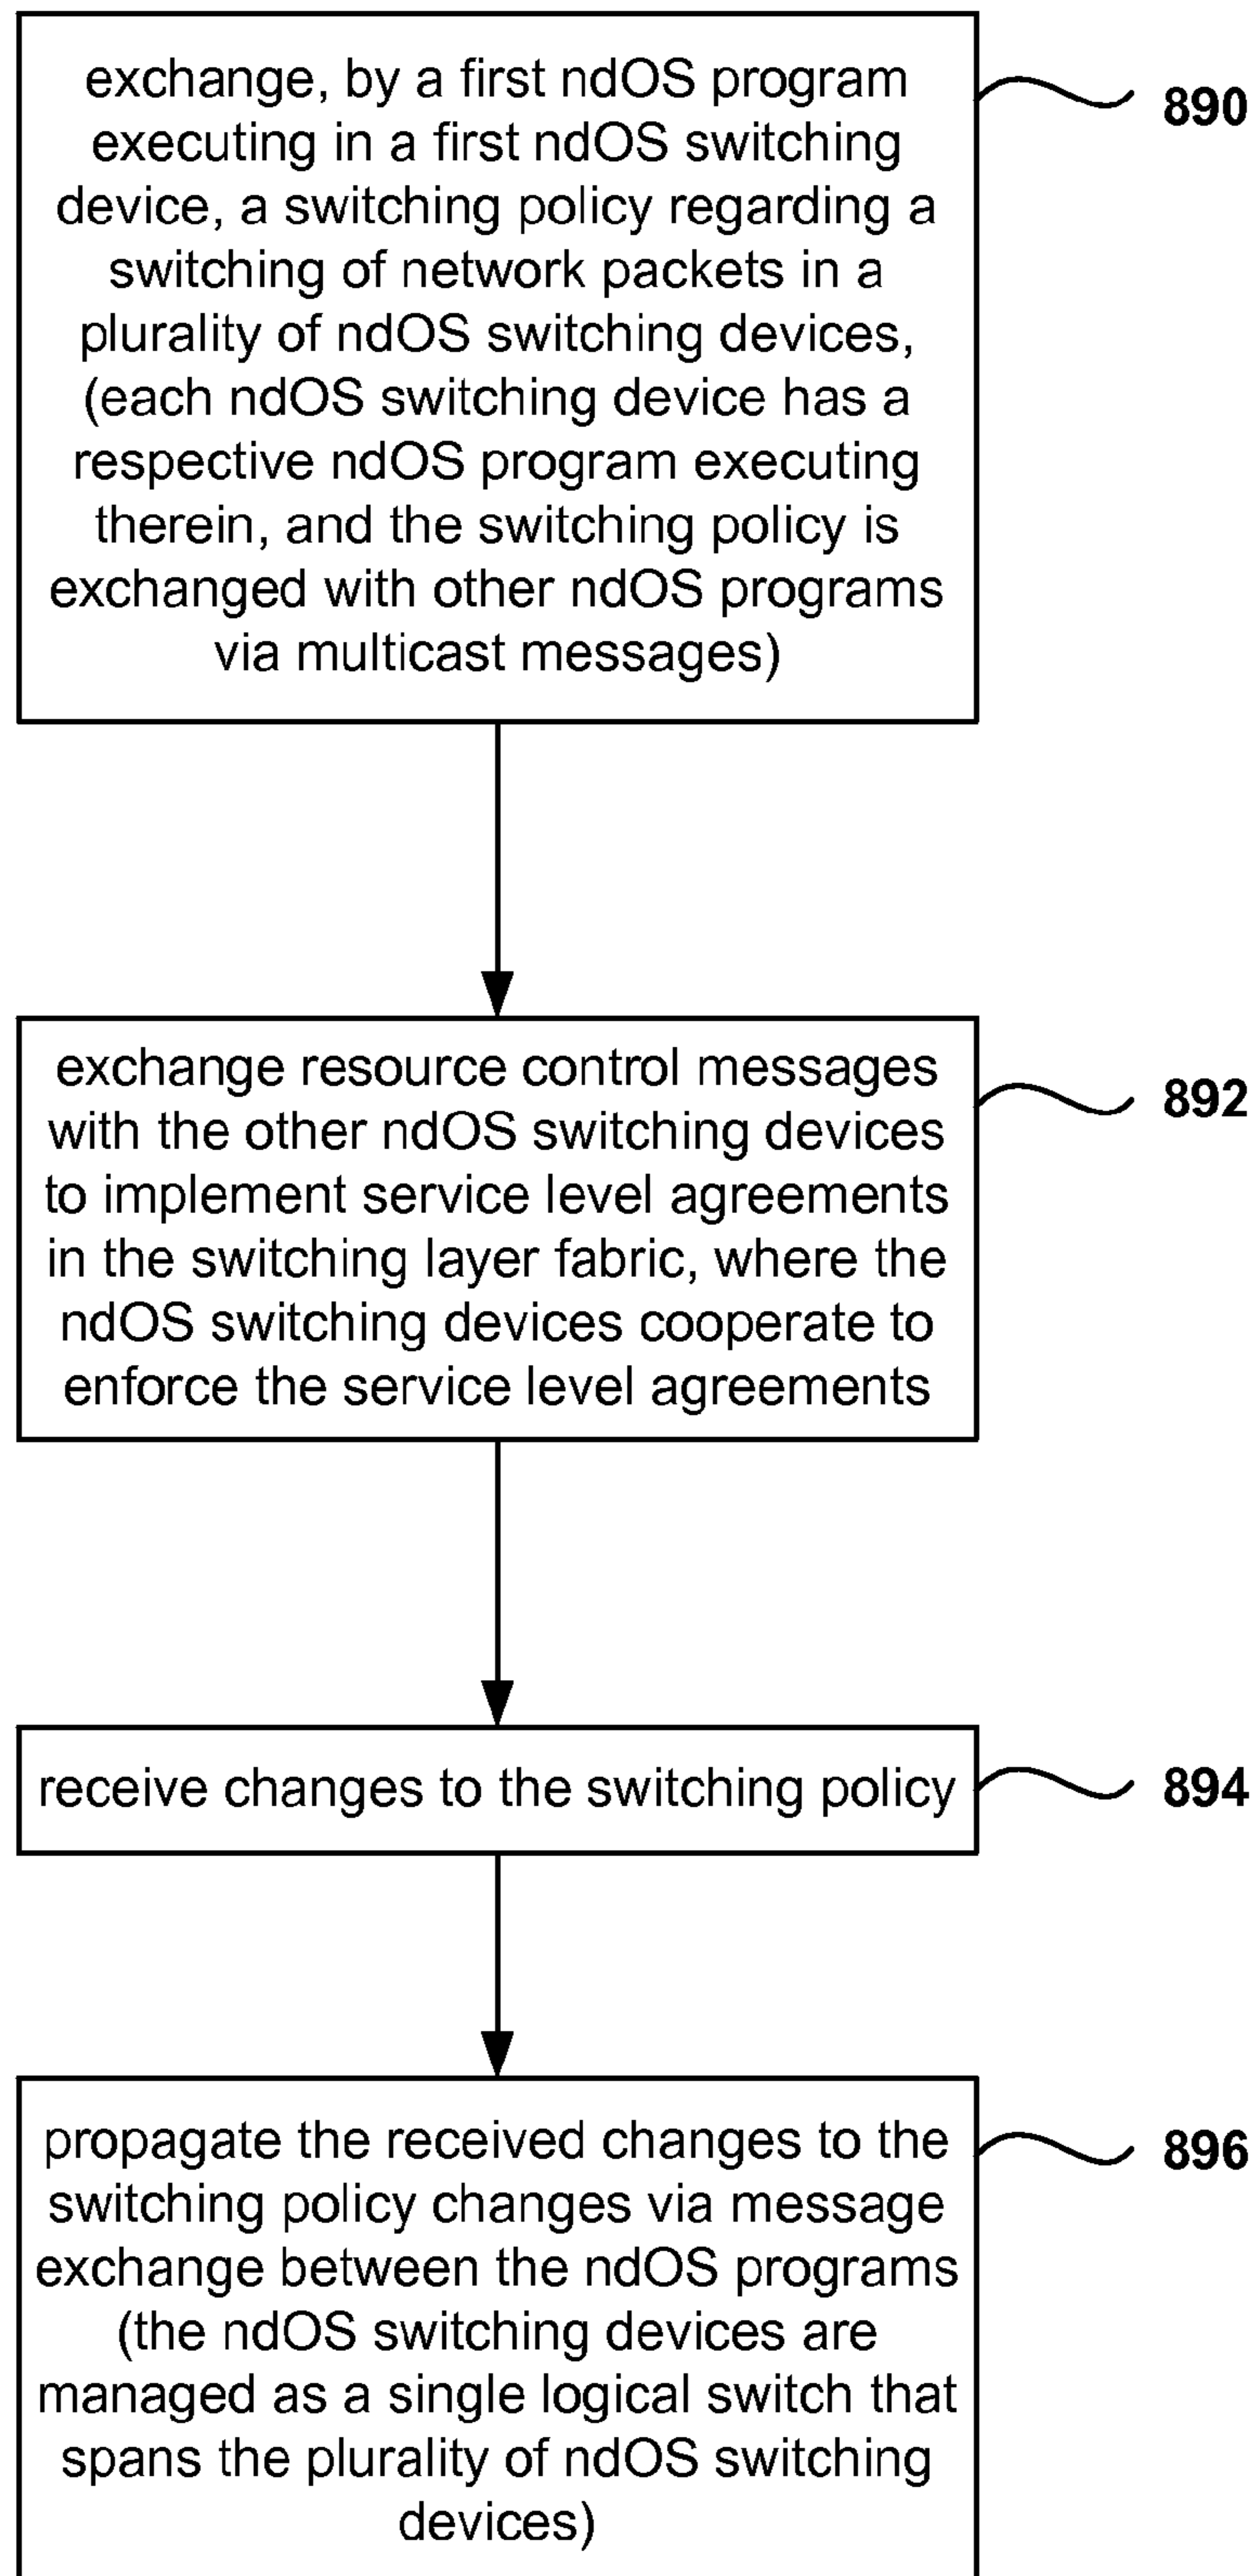 exchange, by a first ndOS program
executing in a first ndOS switching
device, a switching policy regarding a
switching of network packets in a
plurality of ndOS switching devices,
(each ndOS switching device has a
respective ndOS program executing
therein, and the switching policy is
exchanged with other ndOS programs
via multicast messages)
890
exchange resource control messages
with the other ndOS switching devices
to implement service level agreements
in the switching layer fabric, where the
ndOS switching devices cooperate to
enforce the service level agreements
892
receive changes to the switching policy
894
propagate the received changes to the
switching policy changes via message
exchange between the ndOS programs
(the ndOS switching devices are
managed as a single logical switch that
spans the plurality of ndOS switching
devices)
896